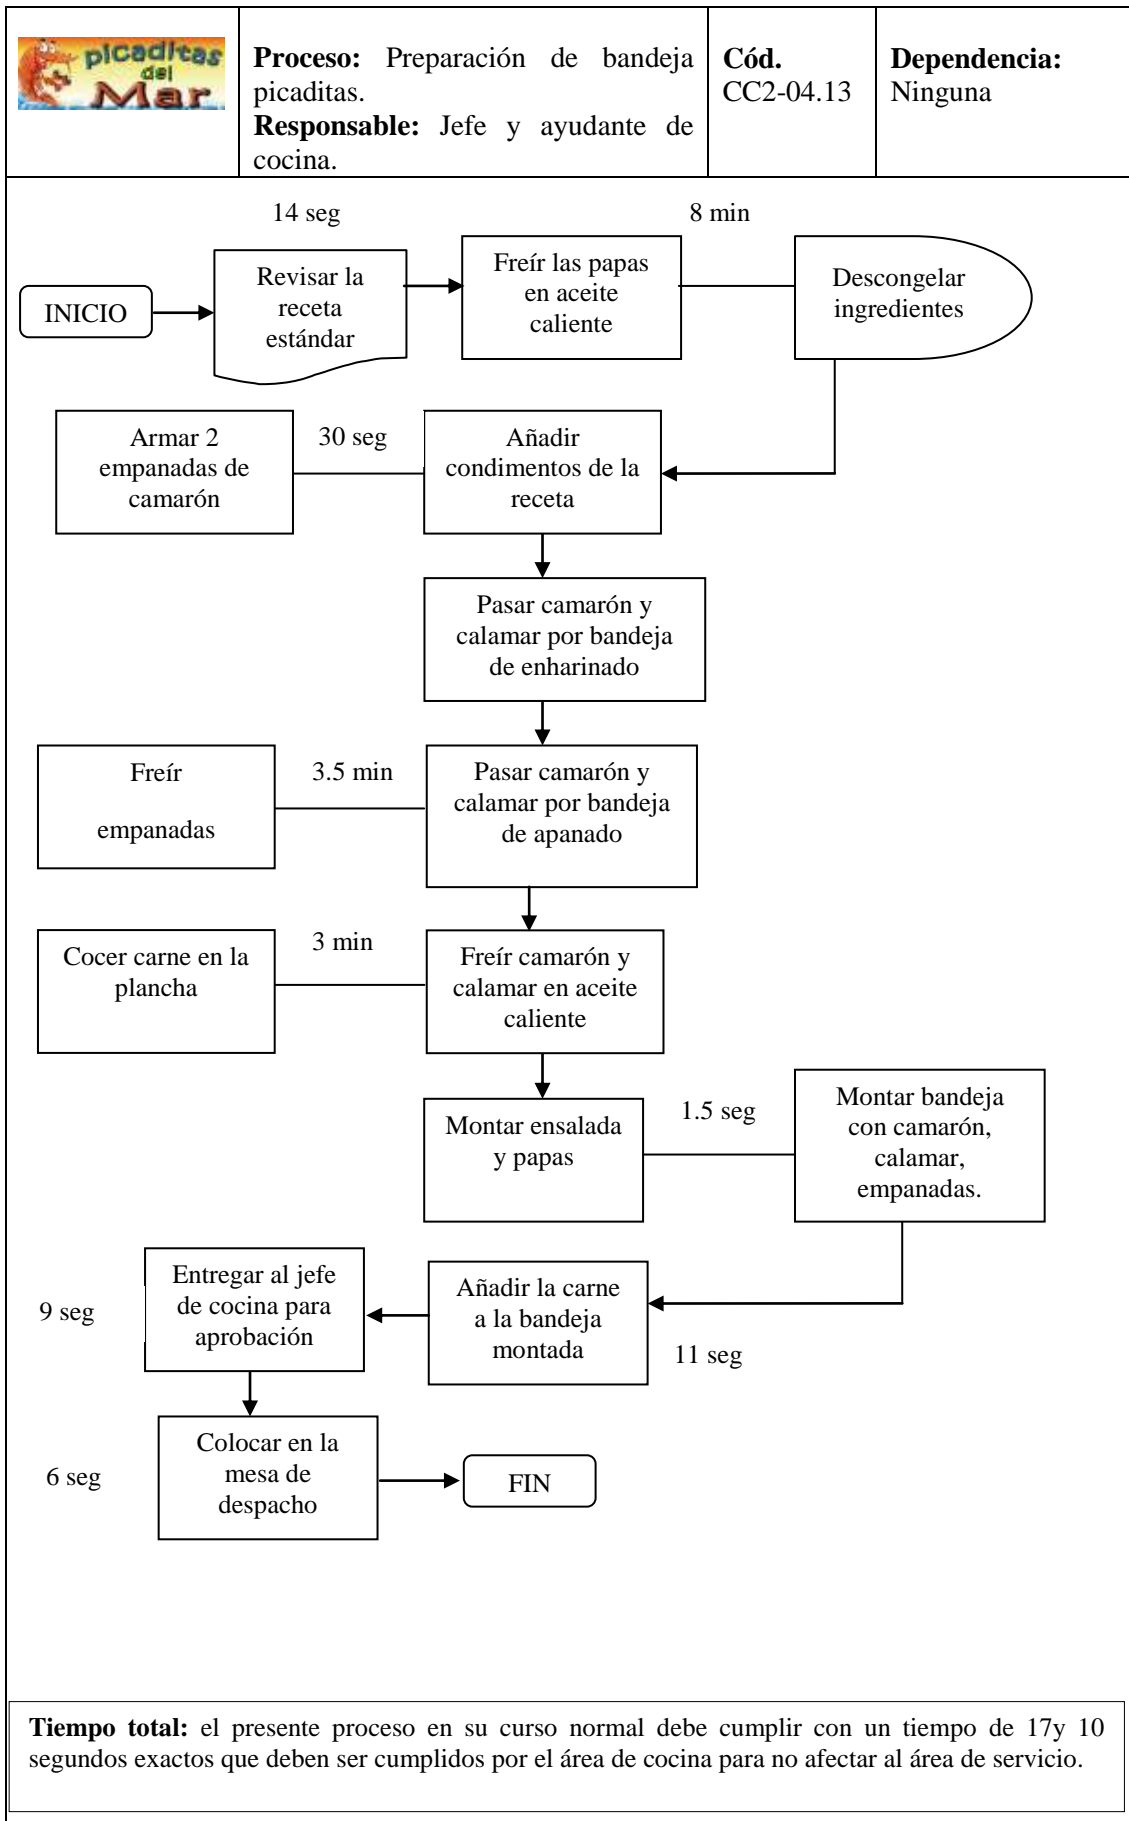 picaditas
del
Mar
Proceso: Preparación de bandeja
picaditas.
Responsable: Jefe y ayudante de
cocina.
Cód.
CC2-04.13
Dependencia:
Ninguna
14 seg
8 min
INICIO
Revisar la
receta
estándar
Freír las papas
en aceite
caliente
Descongelar
ingredientes
Armar 2
empanadas de
camarón
30 seg
Añadir
condimentos de la
receta
Pasar camarón y
calamar por bandeja
de enharinado
Freír
empanadas
3.5 min
Pasar camarón y
calamar por bandeja
de apanado
Cocer carne en la
plancha
3 min
Freír camarón y
calamar en aceite
caliente
Montar ensalada
y papas
1.5 seg
Montar bandeja
con camarón,
calamar,
empanadas.
9 seg
Entregar al jefe
de cocina para
aprobación
Añadir la carne
a la bandeja
montada
11 seg
6 seg
Colocar en la
mesa de
despacho
FIN
Tiempo total: el presente proceso en su curso normal debe cumplir con un tiempo de 17y 10
segundos exactos que deben ser cumplidos por el área de cocina para no afectar al área de servicio.